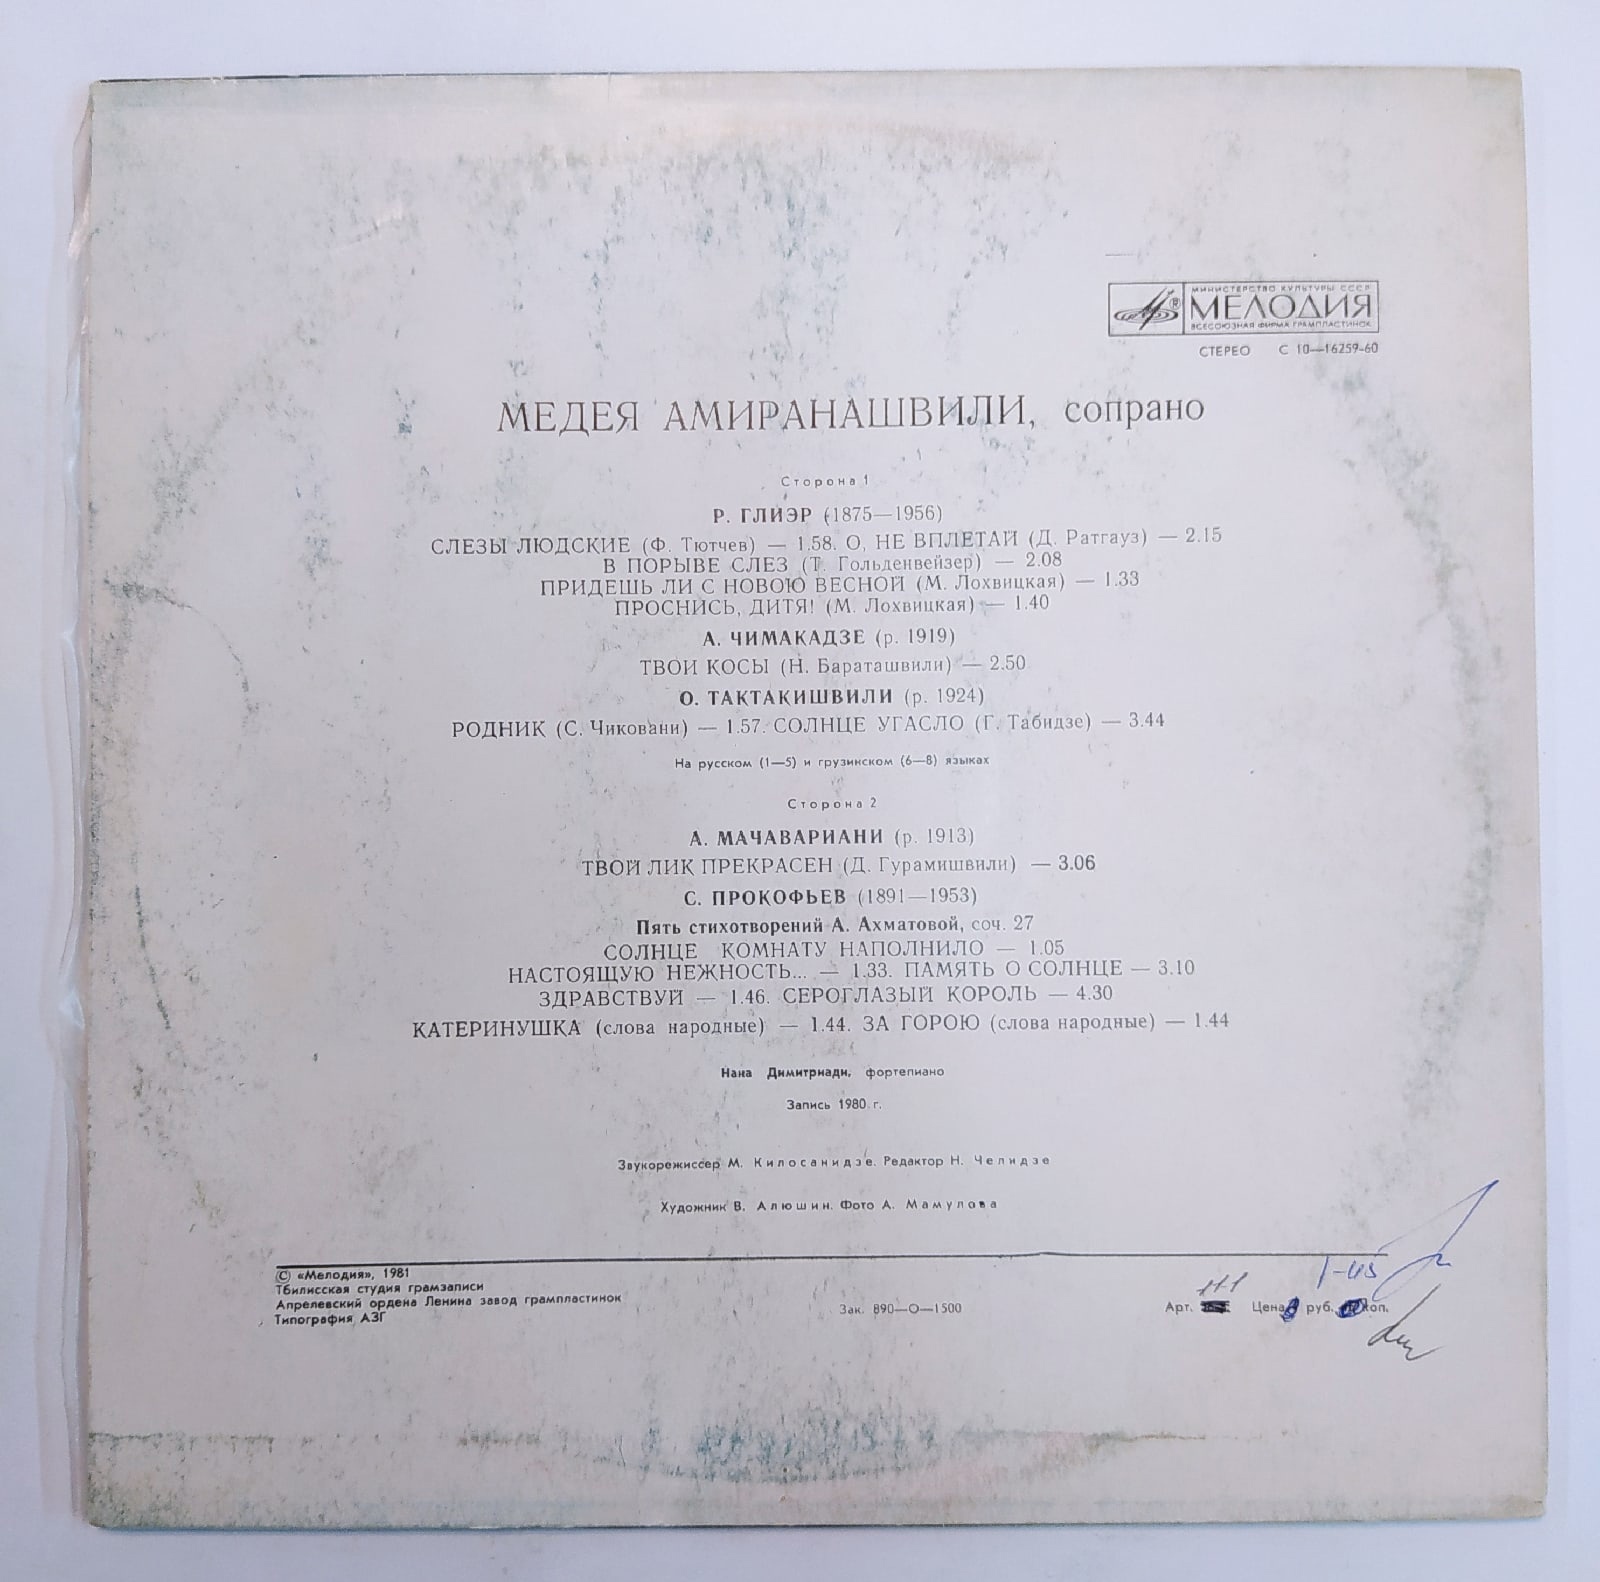 МИНИСТЕРСТВО КУЛЬТУРЫ СССР
® МЕЛОДИЯ
ВСЕСОЮЗНАЯ ФИРМА ГРАМПЛАСТИНОК
СТЕРЕО С 10—16259-60
МЕДЕЯ АМИРАНАШВИЛИ, сопрано
Сторона 1
Р. ГЛИЭР (1875—1956)
СЛЕЗЫ ЛЮДСКИЕ (Ф. Тютчев) — 1.58. О, НЕ ВПЛЕТАЙ (Д. Ратгауз) — 2.15
В ПОРЫВЕ СЛЕЗ (Т. Гольденвейзер) — 2.08
ПРИДЕШЬ ЛИ С НОВОЮ ВЕСНОЙ (М. Лохвицкая) — 1.33
ПРОСНИСЬ, ДИТЯ! (М. Лохвицкая) — 1.40
А. ЧИМАКАДЗЕ (р. 1919)
ТВОИ КОСЫ (Н. Бараташвили) — 2.50
О. ТАКТАКИШВИЛИ (р. 1924)
РОДНИК (С. Чиковани) — 1.57. СОЛНЦЕ УГАСЛО (Г. Табидзе) — 3.44
На русском (1—5) и грузинском (6—8) языках
Сторона 2
А. МАЧАВАРИАНИ (р. 1913)
ТВОЙ ЛИК ПРЕКРАСЕН (Д. Гурамишвили) — 3.06
С. ПРОКОФЬЕВ (1891—1953)
Пять стихотворений А. Ахматовой, соч. 27
СОЛНЦЕ КОМНАТУ НАПОЛНИЛО — 1.05
НАСТОЯЩУЮ НЕЖНОСТЬ... — 1.33. ПАМЯТЬ О СОЛНЦЕ — 3.10
ЗДРАВСТВУЙ — 1.46. СЕРОГЛАЗЫЙ КОРОЛЬ — 4.30
КАТЕРИНУШКА (слова народные) — 1.44. ЗА ГОРОЮ (слова народные) — 1.44
Нана Димитриади, фортепиано
Запись 1980 г.
Звукорежиссер М. Килосанидзе. Редактор Н. Челидзе
Художник В. Алюшин. Фото А. Мамулова
© «Мелодия», 1981
Тбилисская студия грамзаписи
Апрелевский ордена Ленина завод грампластинок
Типография АЗГ
Зак. 890—О—1500
1-45
Арт. Цена руб. коп.